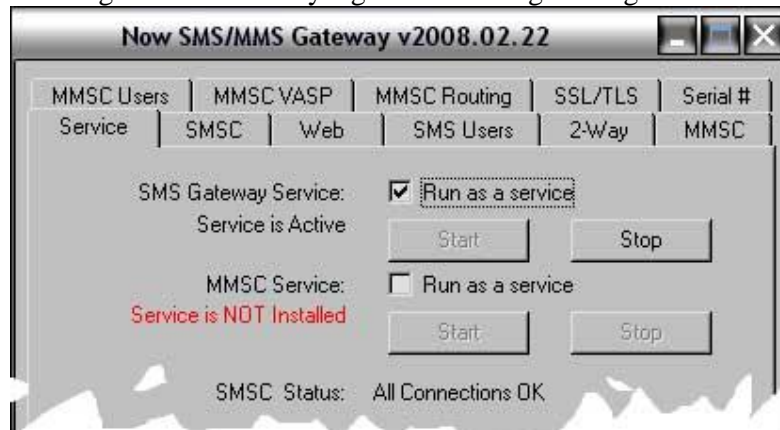 Now SMS/MMS Gateway v2008.02.22
MMSC Users MMSC VASP MMSC Routing SSL/TLS Serial #
Service SMSC Web SMS Users 2-Way MMSC
SMS Gateway Service: Run as a service
Service is Active
Start Stop
MMSC Service: Run as a service
Service is NOT Installed
Start Stop
SMSC Status: All Connections OK